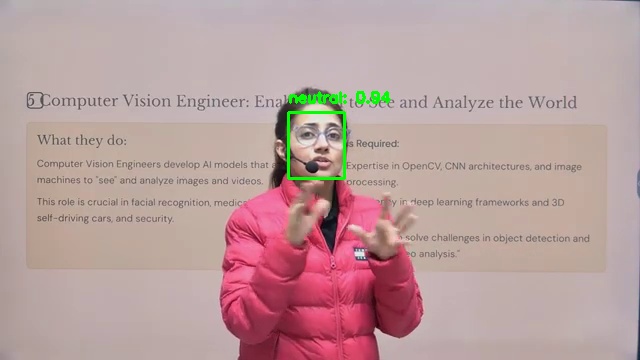 6 Computer Vision Engineer: to See and Analyze the World
neutral: 0.94
What they do:
Required:
Computer Vision Engineers develop AI models that
Expertise in OpenCV, CNN architectures, and image
machines to "see" and analyze images and videos.
processing.
This role is crucial in facial recognition,
in deep learning frameworks and 3D
self-driving cars, and security.
solve challenges in object detection and
analysis."